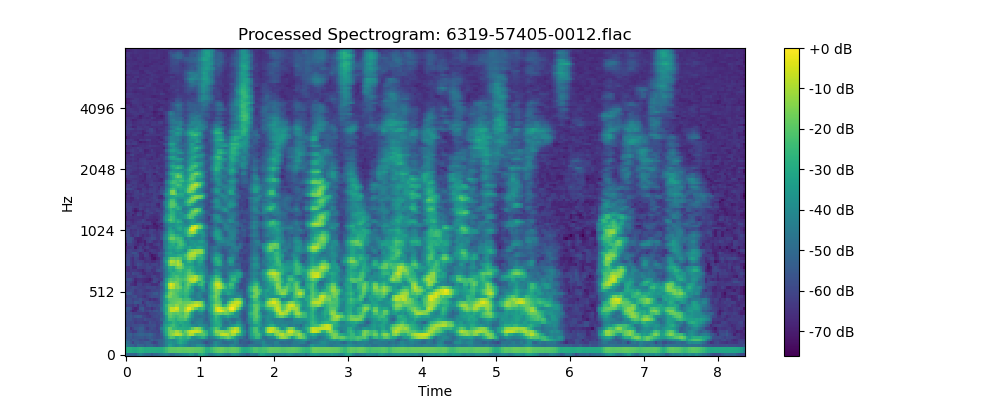 Processed Spectrogram: 6319-57405-0012.flac
Hz
4096
2048
1024
512
0
0 1 2 3 4 5 6 7 8
Time
+0 dB
-10 dB
-20 dB
-30 dB
-40 dB
-50 dB
-60 dB
-70 dB